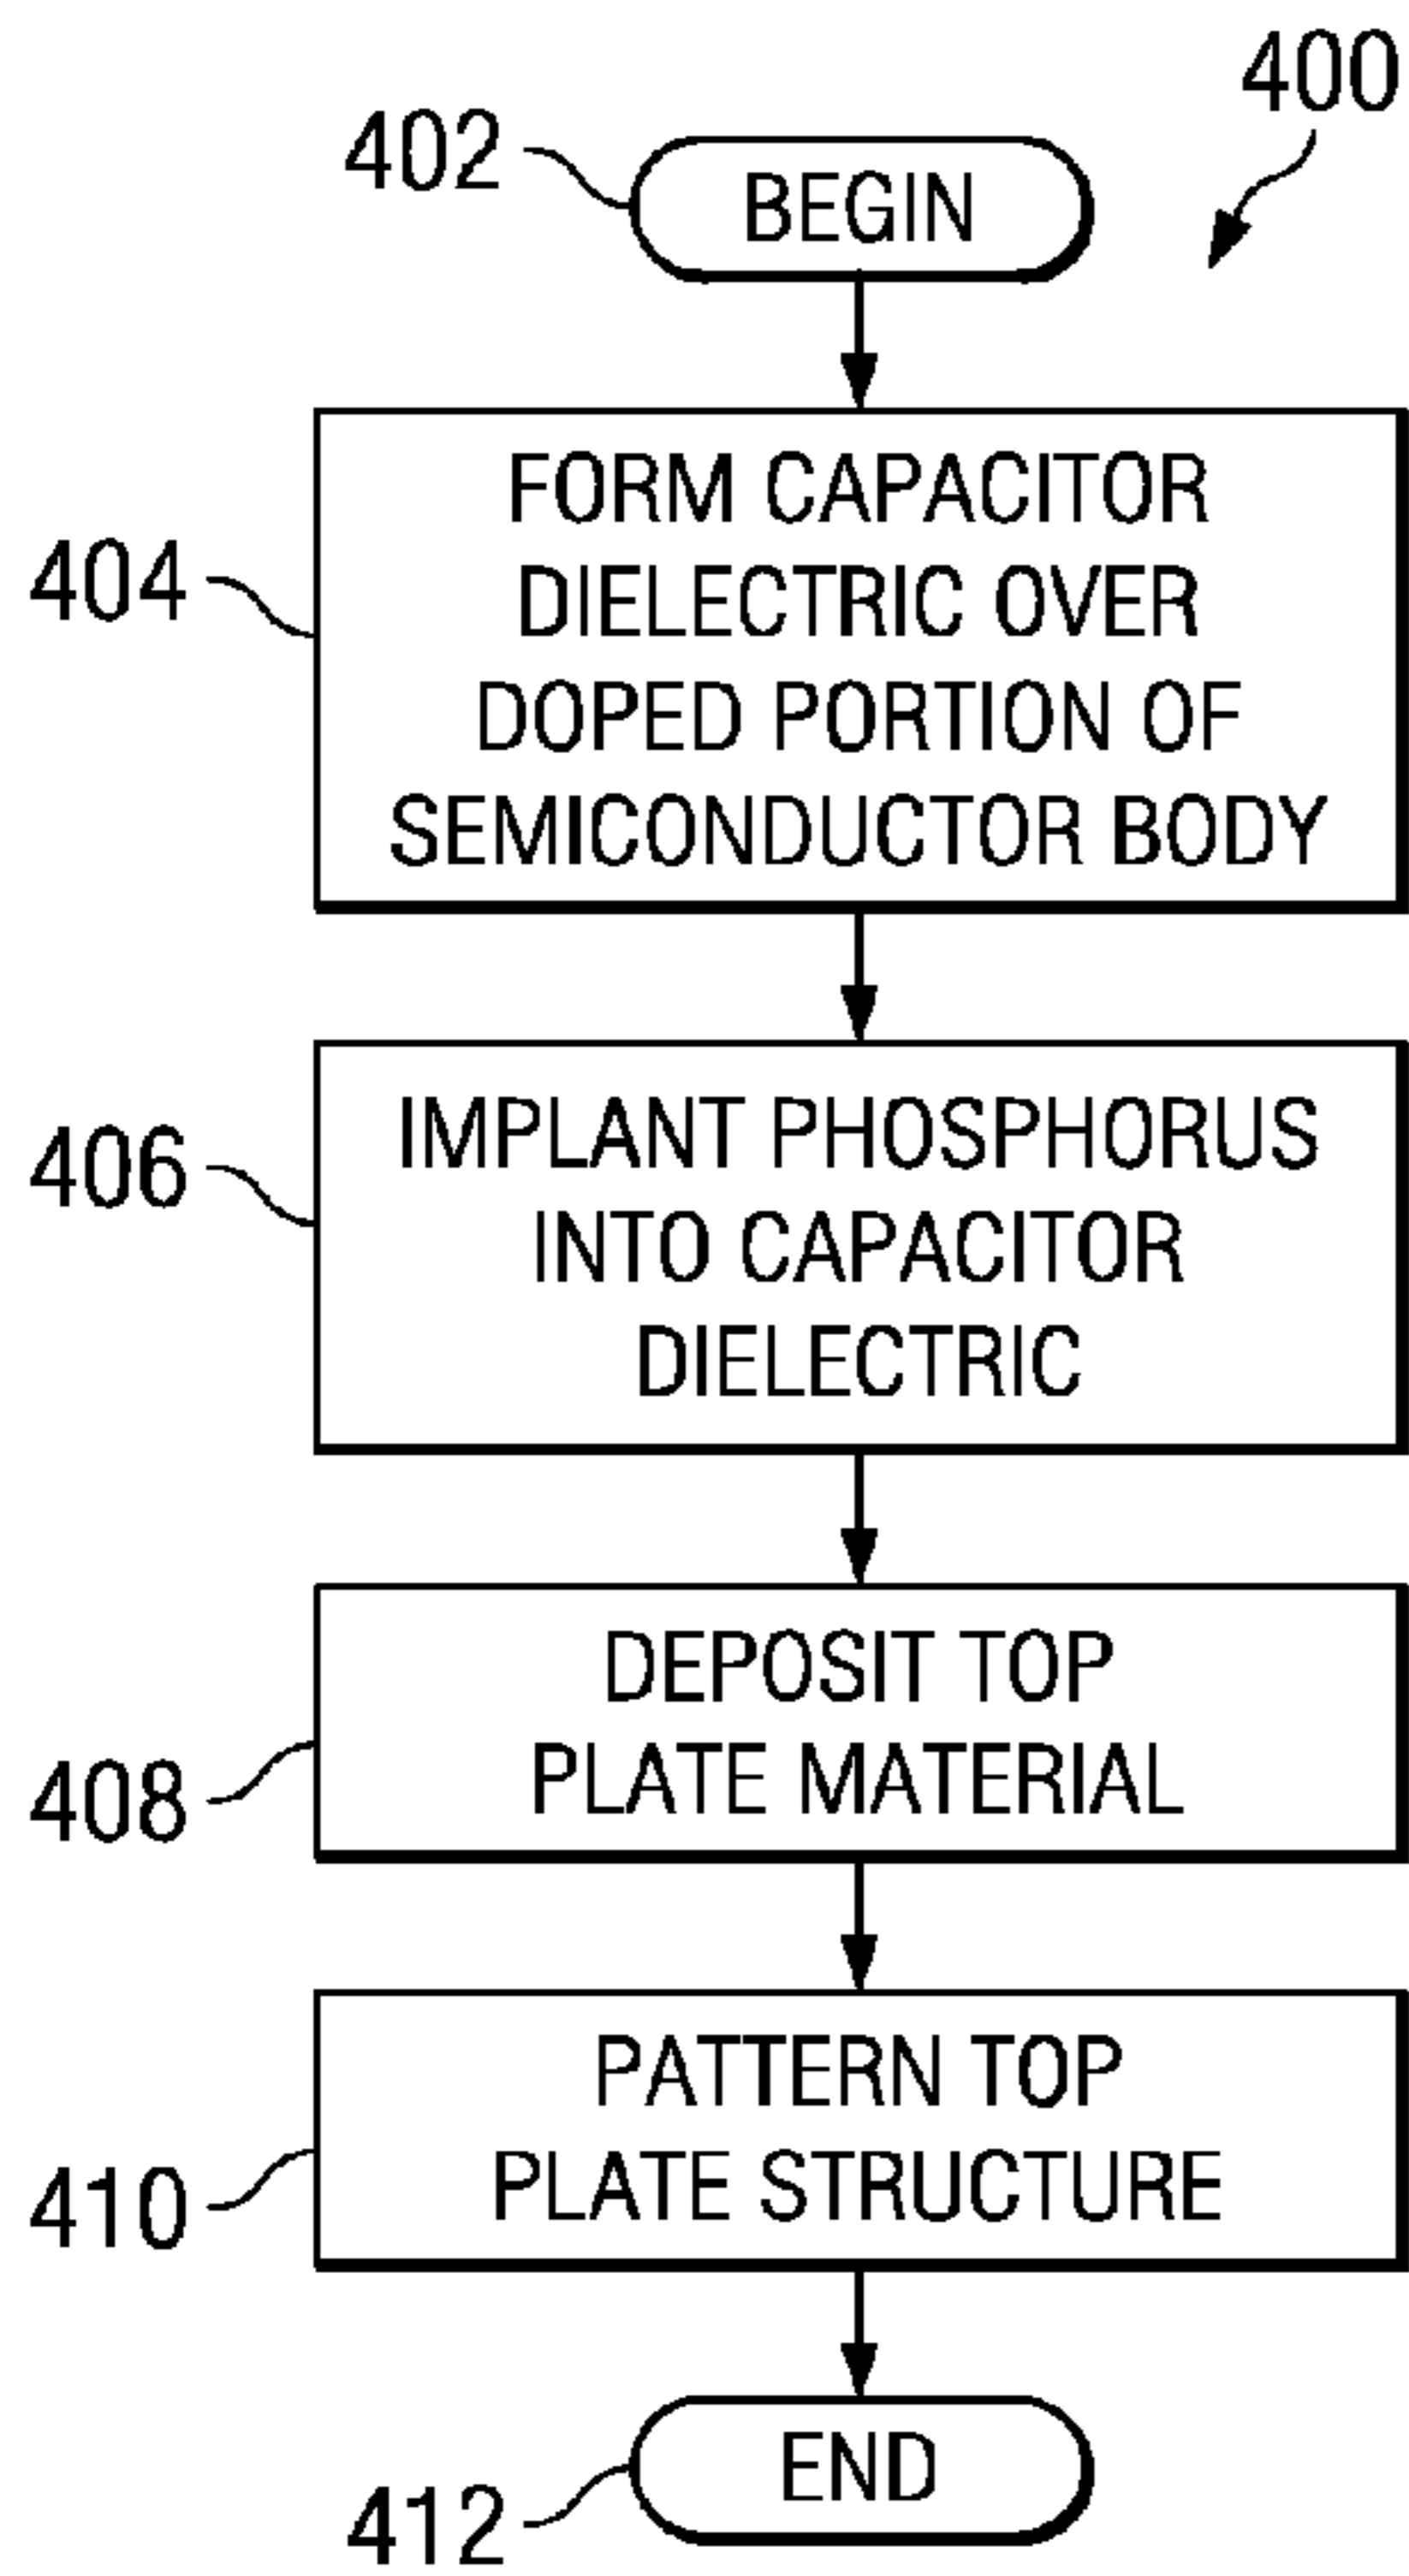 400
402
BEGIN
404
FORM CAPACITOR
DIELECTRIC OVER
DOPED PORTION OF
SEMICONDUCTOR BODY
406
IMPLANT PHOSPHORUS
INTO CAPACITOR
DIELECTRIC
408
DEPOSIT TOP
PLATE MATERIAL
410
PATTERN TOP
PLATE STRUCTURE
412
END